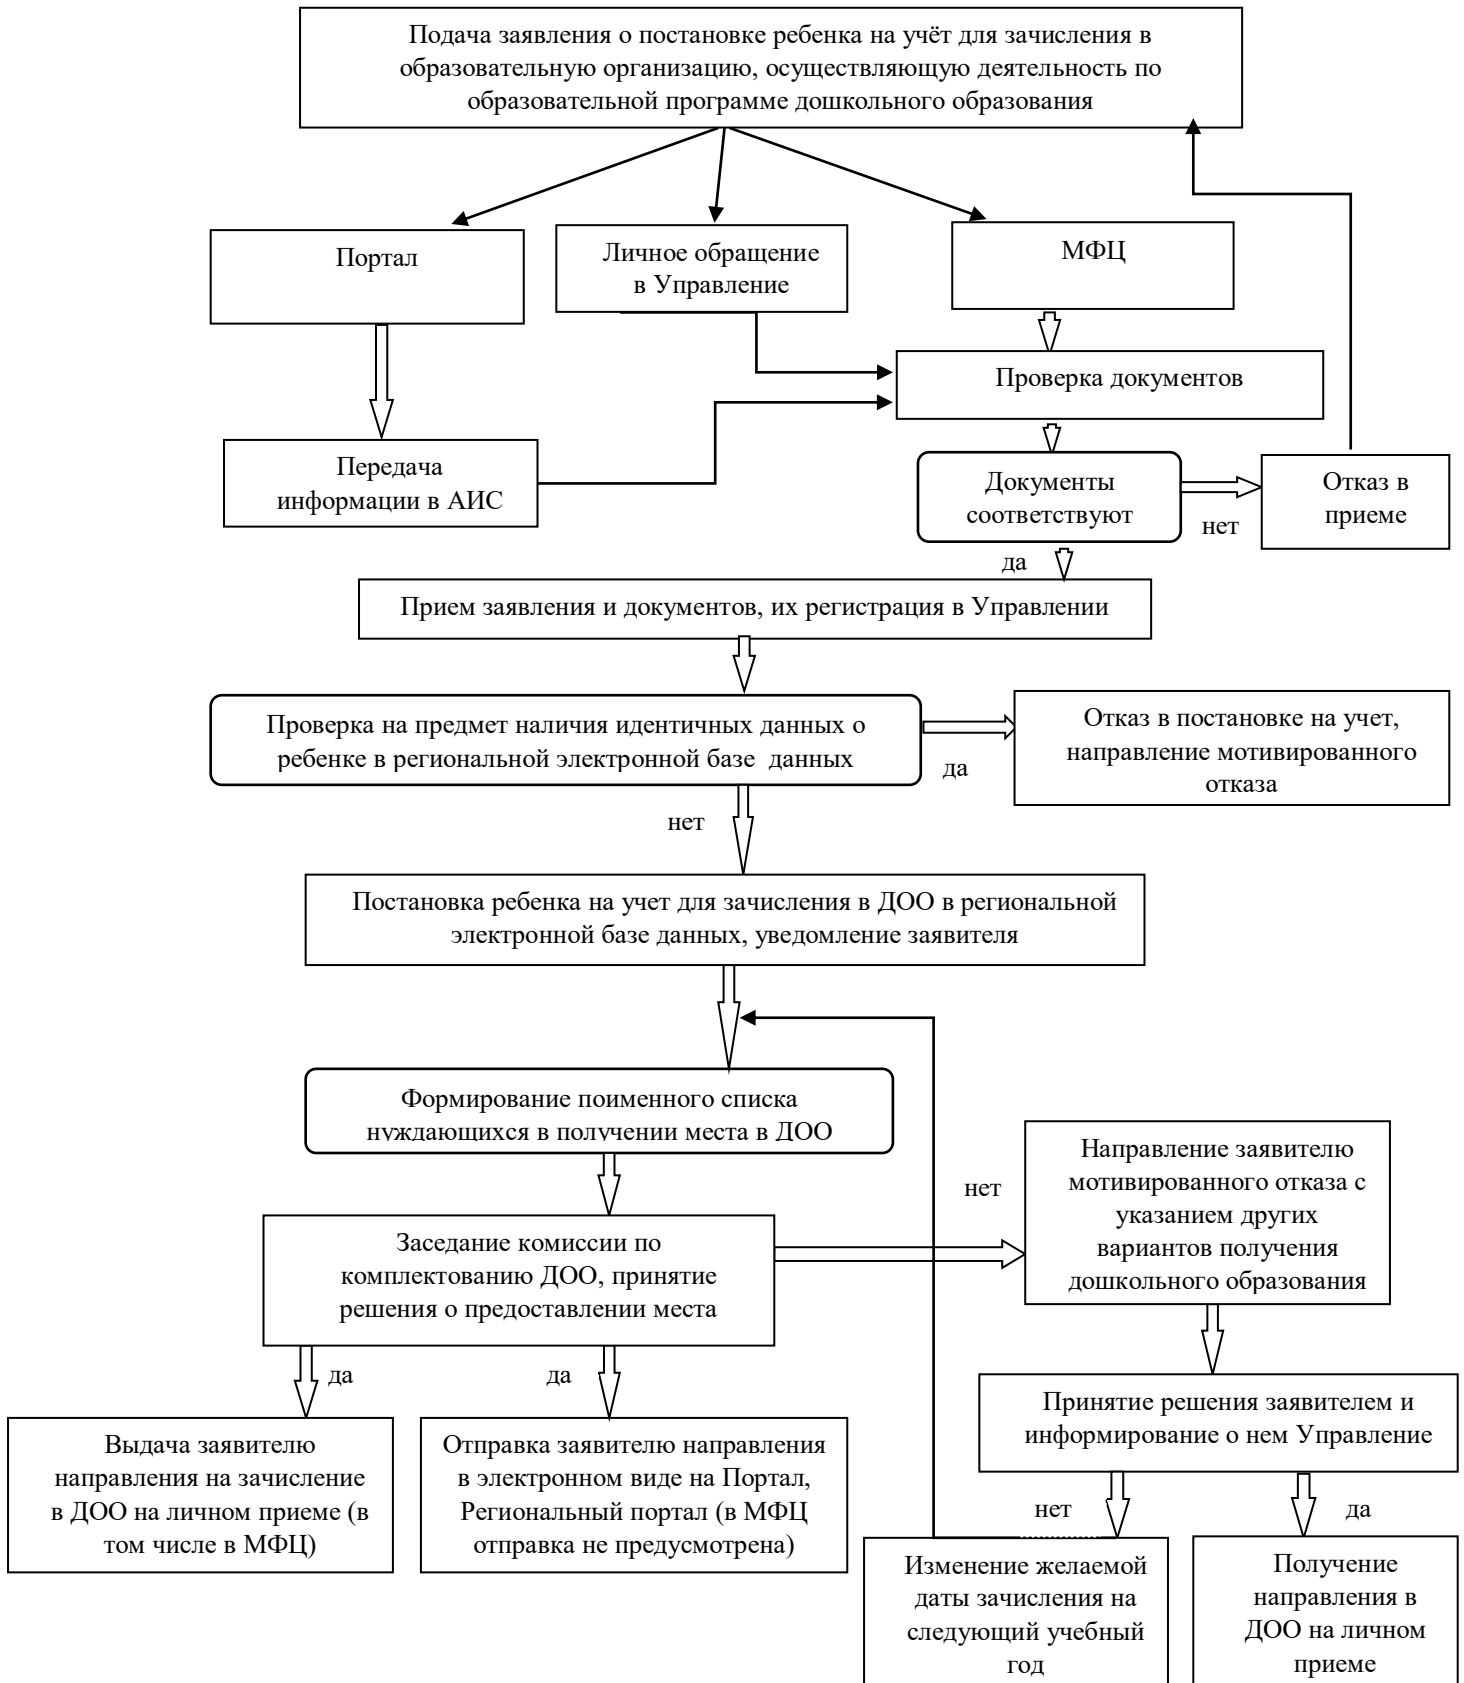 Подача заявления о постановке ребенка на учёт для зачисления в
образовательную организацию, осуществляющую деятельность по
образовательной программе дошкольного образования
Портал
Личное обращение
в Управление
МФЦ
Проверка документов
Передача
информации в АИС
Документы
соответствуют
нет
Отказ в
приеме
да
Прием заявления и документов, их регистрация в Управлении
Проверка на предмет наличия идентичных данных о
ребенке в региональной электронной базе данных
да
Отказ в постановке на учет,
направление мотивированного
отказа
нет
Постановка ребенка на учет для зачисления в ДОО в региональной
электронной базе данных, уведомление заявителя
Формирование поименного списка
нуждающихся в получении места в ДОО
нет
Направление заявителю
мотивированного отказа с
указанием других
вариантов получения
дошкольного образования
Заседание комиссии по
комплектованию ДОО, принятие
решения о предоставлении места
да
да
Принятие решения заявителем и
информирование о нем Управление
Выдача заявителю
направления на зачисление
в ДОО на личном приеме (в
том числе в МФЦ)
Отправка заявителю направления
в электронном виде на Портал,
Региональный портал (в МФЦ
отправка не предусмотрена)
нет
да
Изменение желаемой
даты зачисления на
следующий учебный
год
Получение
направления в
ДОО на личном
приеме